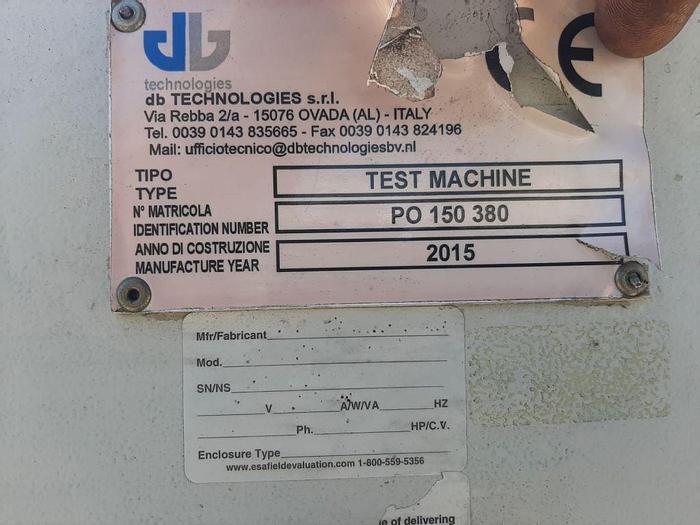 db
technologies
CE
db TECHNOLOGIES s.r.l.
Via Rebba 2/a - 15076 OVADA (AL) - ITALY
Tel. 0039 0143 835665 - Fax 0039 0143 824196
Mail: ufficiotecnico@dbtechnologiesbv.nl
TIPO
TYPE
TEST MACHINE
N° MATRICOLA
IDENTIFICATION NUMBER
PO 150 380
ANNO DI COSTRUZIONE
MANUFACTURE YEAR
2015
Mfr/Fabricant
Mod.
SN/NS
V A/W/VA HZ
Ph. HP/C.V.
Enclosure Type
www.esafieldevaluation.com 1-800-559-5356
of delivering